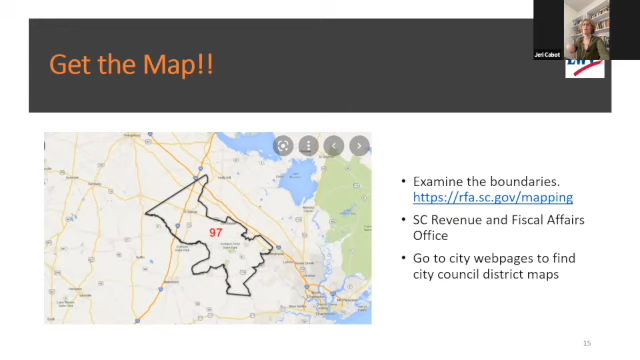 Get the Map!!
Jeri Cabot
LWV
97
• Examine the boundaries.
https://rfa.sc.gov/mapping
• SC Revenue and Fiscal Affairs
Office
• Go to city webpages to find
city council district maps
15